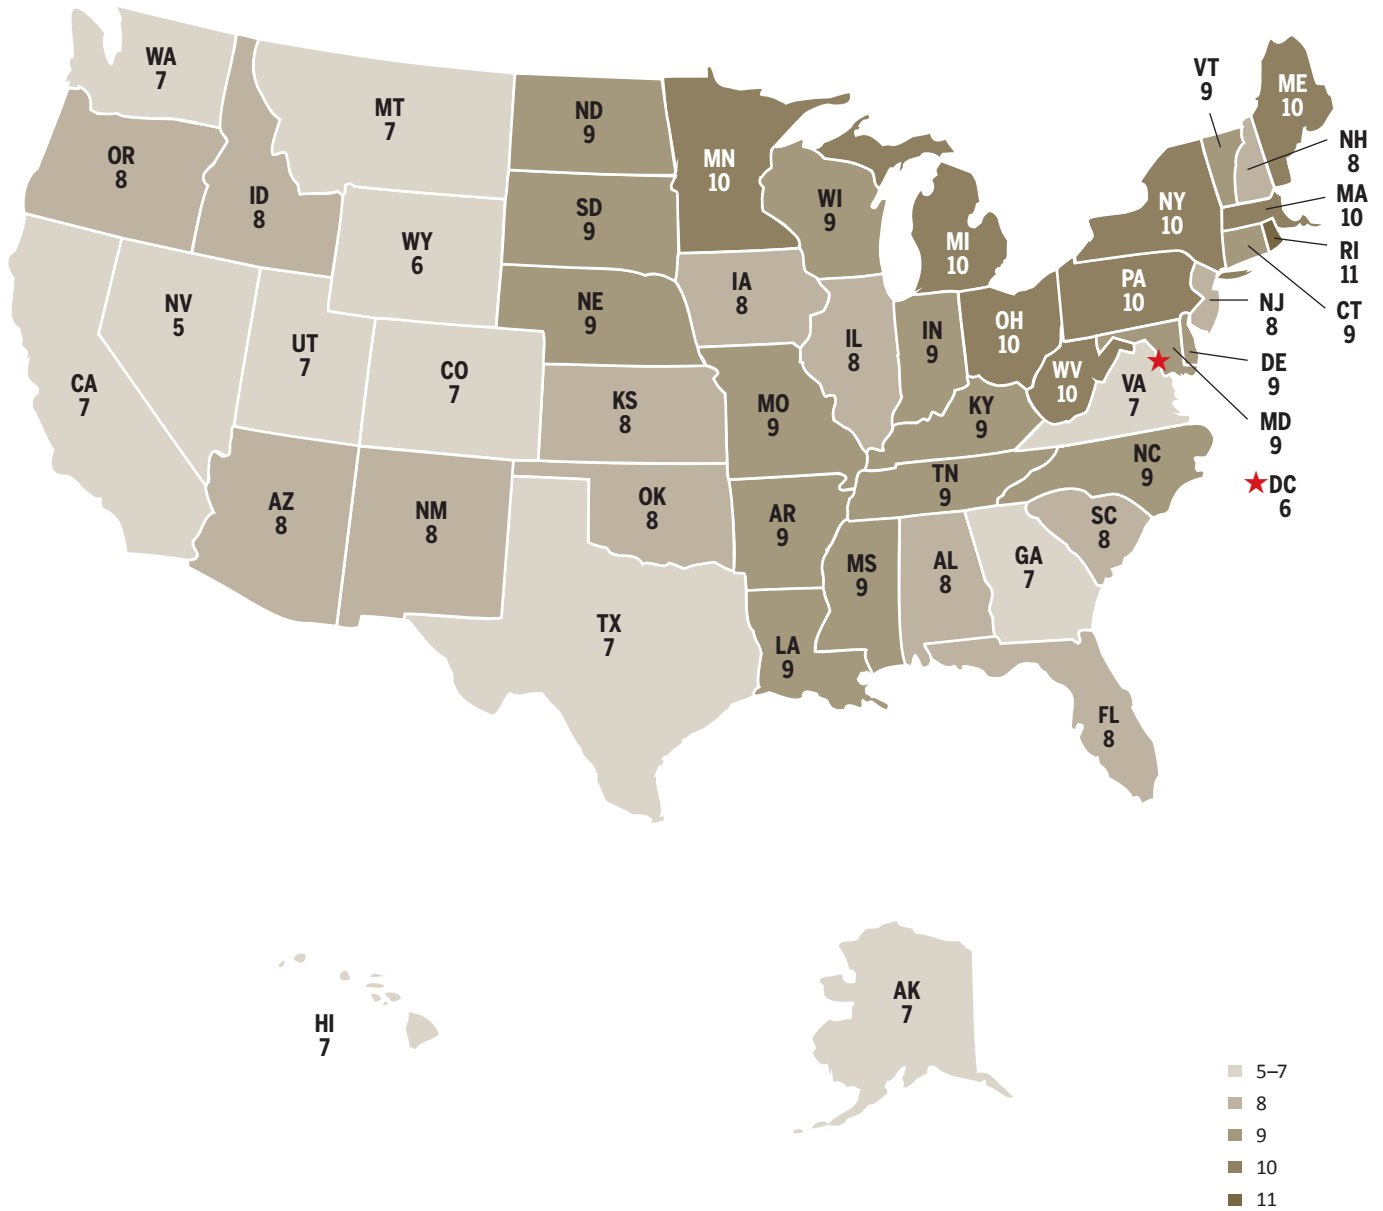 WA
7
MT
7
ND
9
MN
10
VT
9
ME
10
NH
8
OR
8
ID
8
SD
9
WI
9
MI
10
NY
10
MA
10
RI
11
CT
9
WY
6
NE
9
IA
8
PA
10
NJ
8
NV
5
UT
7
CO
7
IL
8
IN
9
OH
10
WV
10
VA
7
DE
9
MD
9
DC
6
CA
7
KS
8
MO
9
KY
9
NC
9
TN
9
AZ
8
NM
8
OK
8
AR
9
SC
8
MS
9
AL
8
GA
7
TX
7
LA
9
FL
8
HI
7
AK
7
5–7
8
9
10
11